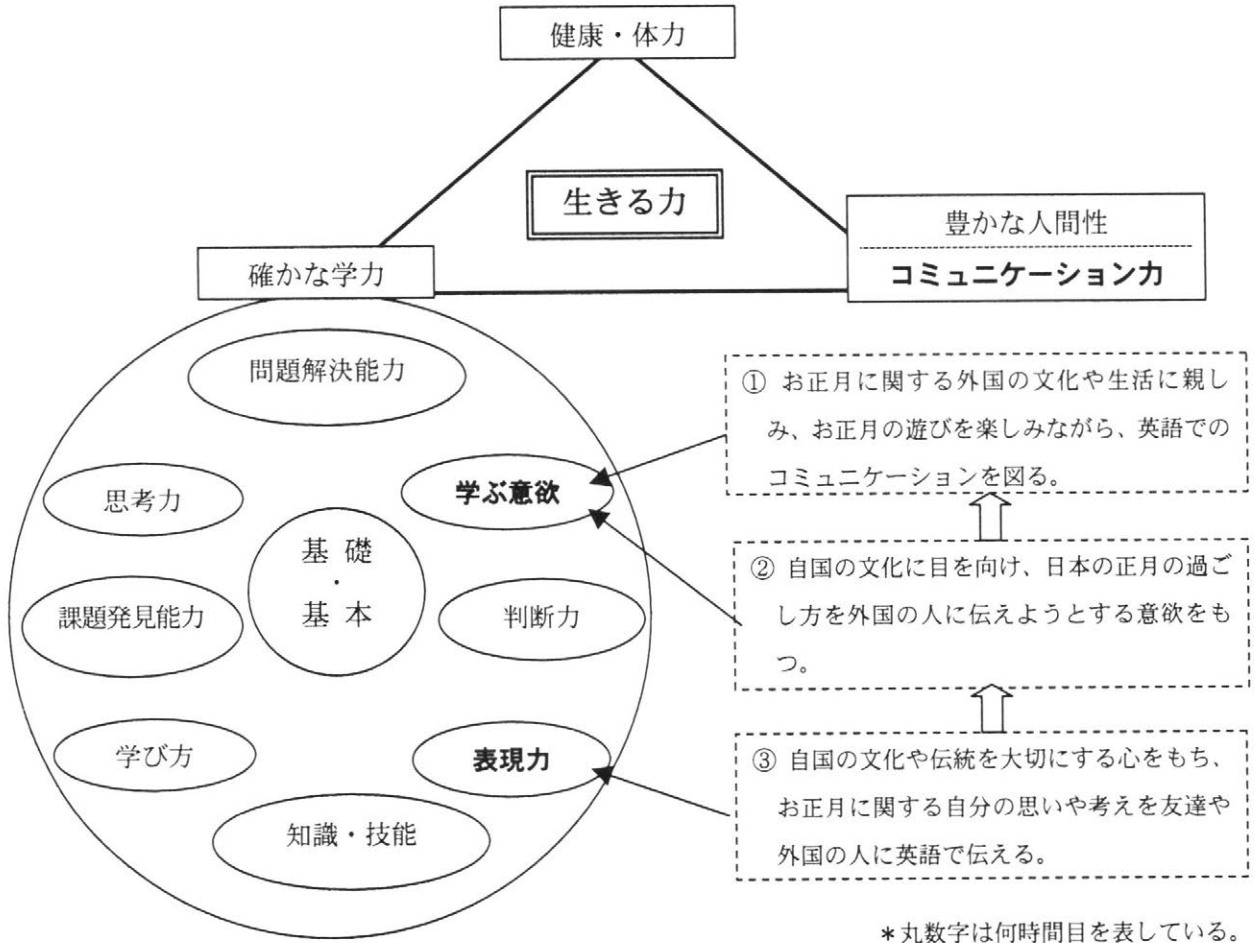 健康・体力
生きる力
豊かな人間性
コミュニケーション力
確かな学力
問題解決能力
思考力
学ぶ意欲
基 礎
・
基 本
課題発見能力
判断力
学び方
表現力
知識・技能
① お正月に関する外国の文化や生活に親し
み、お正月の遊びを楽しみながら、英語での
コミュニケーションを図る。
② 自国の文化に目を向け、日本の正月の過ご
し方を外国の人に伝えようとする意欲をも
つ。
③ 自国の文化や伝統を大切にする心をもち、
お正月に関する自分の思いや考えを友達や
外国の人に英語で伝える。
＊丸数字は何時間目を表している。